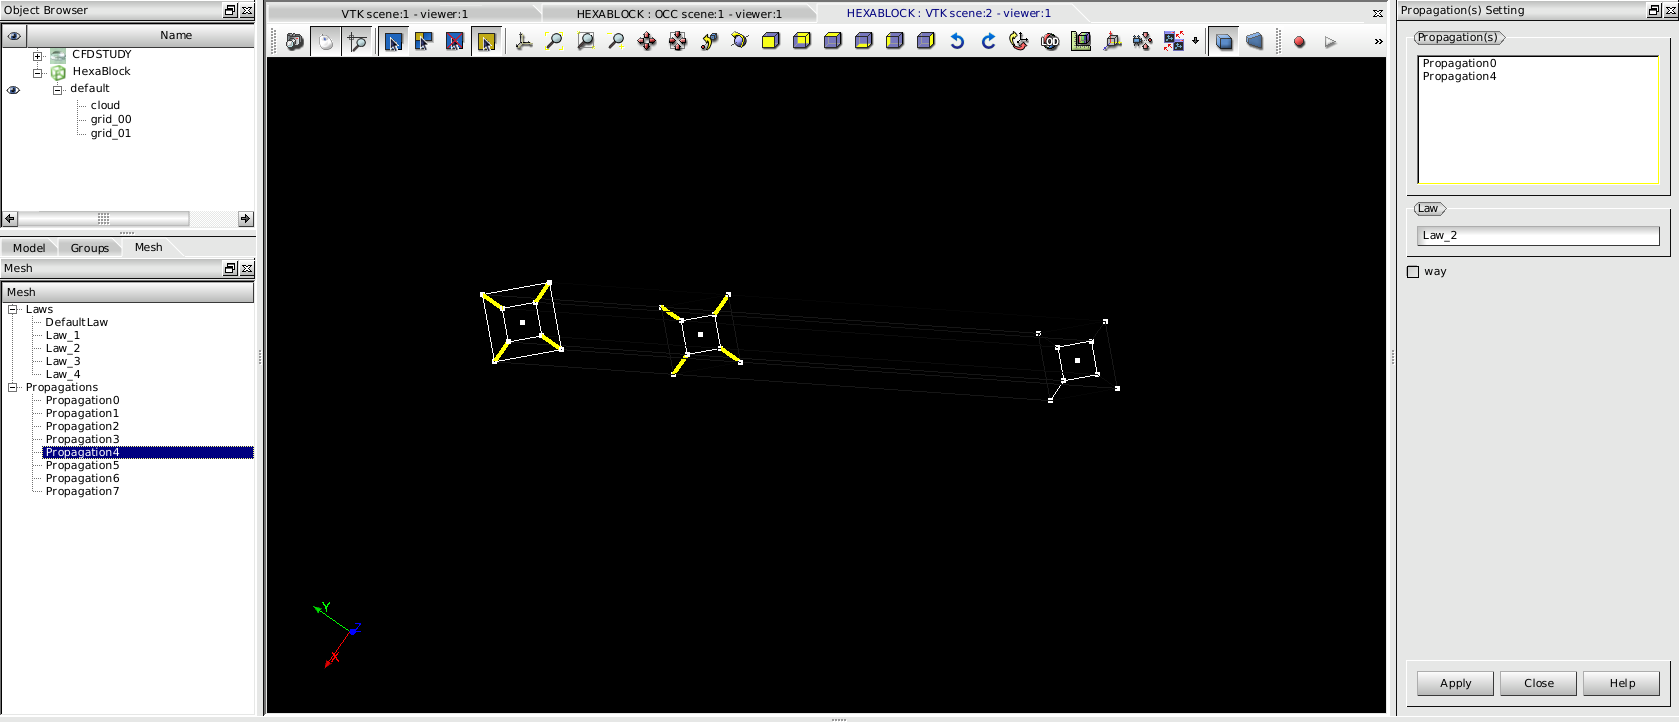 Object Browser
Name
CFDSTUDY
HexaBlock
default
cloud
grid_00
grid_01
Model Groups Mesh
Mesh
Mesh
Laws
DefaultLaw
Law_1
Law_2
Law_3
Law_4
Propagations
Propagation0
Propagation1
Propagation2
Propagation3
Propagation4
Propagation5
Propagation6
Propagation7
VTK scene:1 - viewer:1 HEXABLOCK : OCC scene:1 - viewer:1 HEXABLOCK : VTK scene:2 - viewer:1
LOD
»
Y
Z
X
Propagation(s) Setting
Propagation(s)
Propagation0
Propagation4
Law
Law_2
way
Apply Close Help